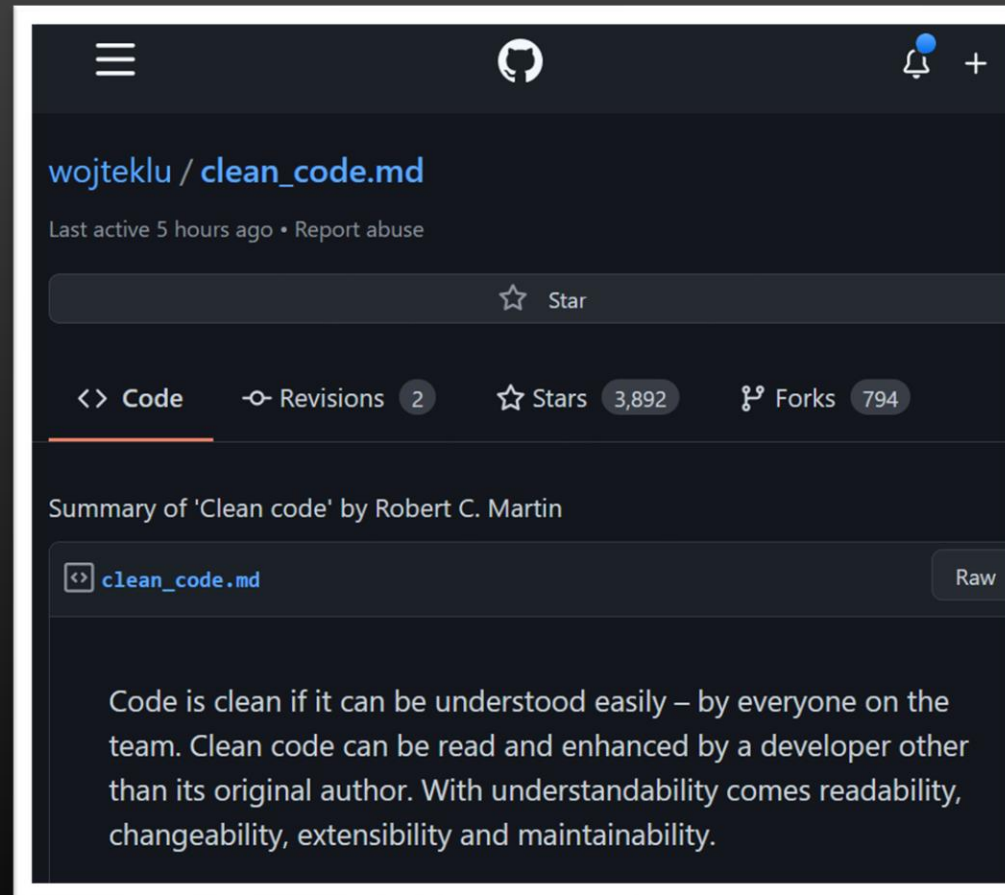 wojteklu / clean_code.md
Last active 5 hours ago • Report abuse
Star
Code Revisions 2 Stars 3,892 Forks 794
Summary of 'Clean code' by Robert C. Martin
clean_code.md Raw
Code is clean if it can be understood easily – by everyone on the
team. Clean code can be read and enhanced by a developer other
than its original author. With understandability comes readability,
changeability, extensibility and maintainability.